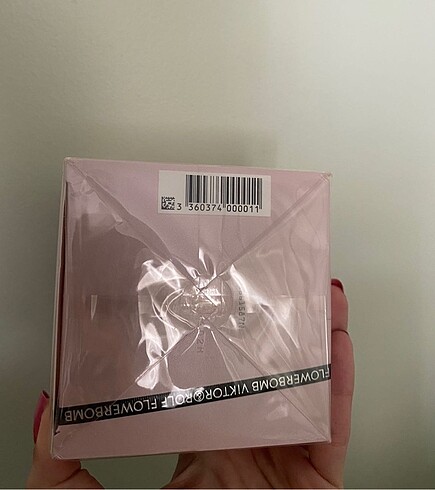 3 360374 000011
FLOWERBOMB VIKTOR&ROLF FLOWERBOMB